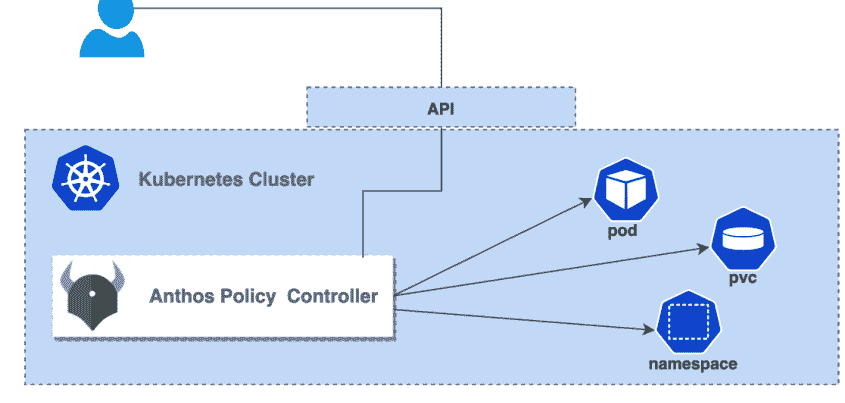 API
Kubernetes Cluster
pod
pvc
Anthos Policy Controller
namespace